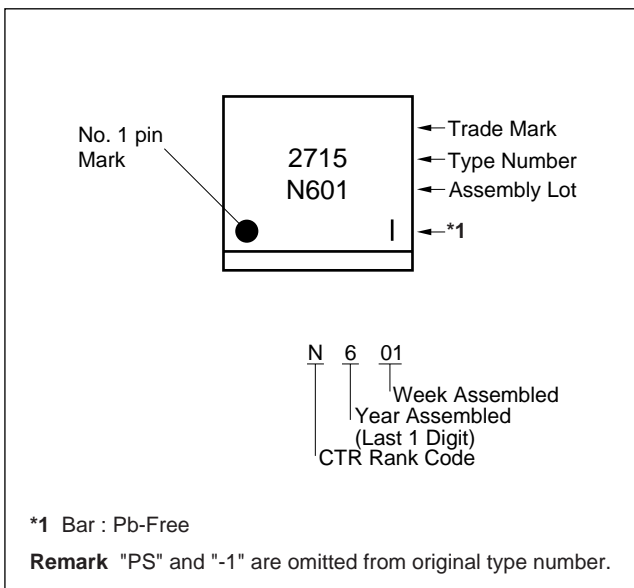 No. 1 pin
Mark
2715
N601
Trade Mark
Type Number
Assembly Lot
*1
N 6 01
Week Assembled
Year Assembled
(Last 1 Digit)
CTR Rank Code
*1 Bar : Pb-Free
Remark "PS" and "-1" are omitted from original type number.